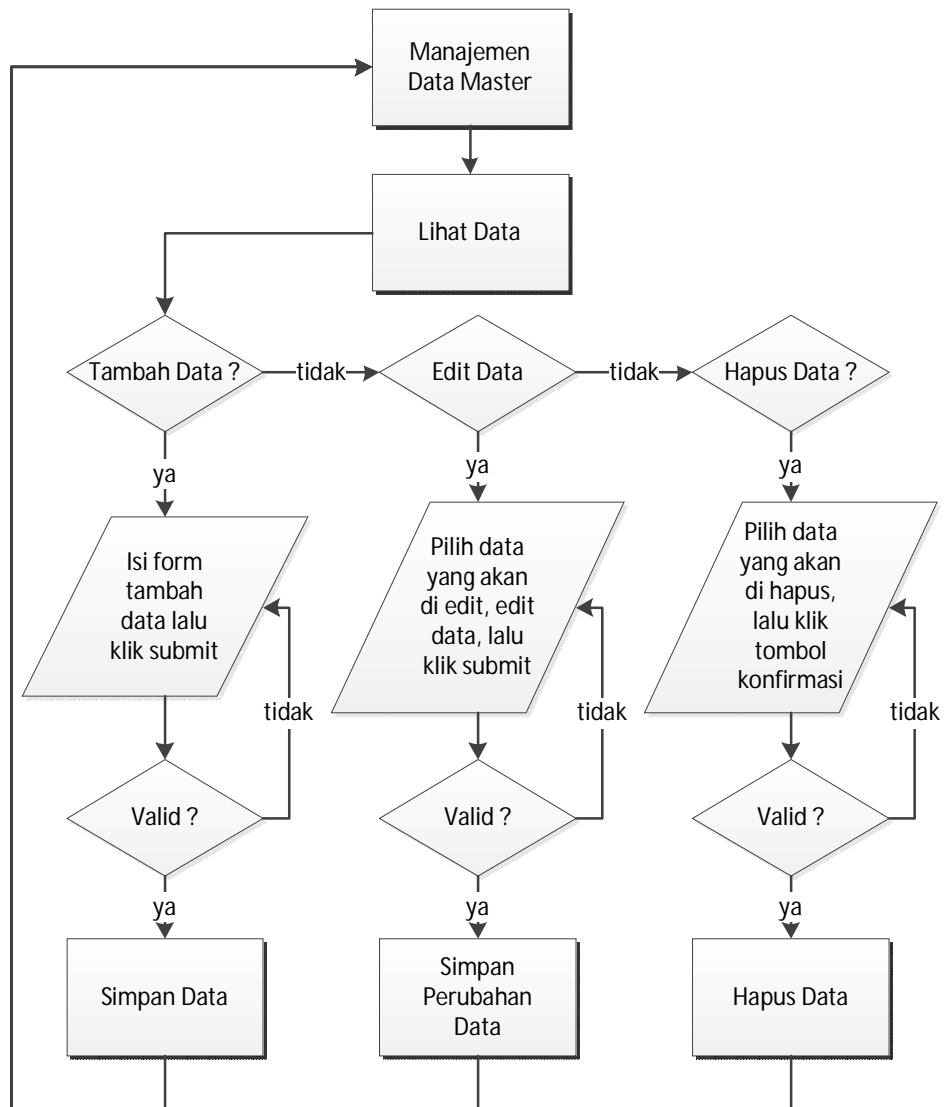 Manajemen
Data Master
Lihat Data
Tambah Data ?
tidak
Edit Data
tidak
Hapus Data ?
ya
ya
ya
Isi form
tambah
data lalu
klik submit
Pilih data
yang akan
di edit, edit
data, lalu
klik submit
Pilih data
yang akan
di hapus,
lalu klik
tombol
konfirmasi
tidak
tidak
tidak
Valid ?
Valid ?
Valid ?
ya
ya
ya
Simpan Data
Simpan
Perubahan
Data
Hapus Data